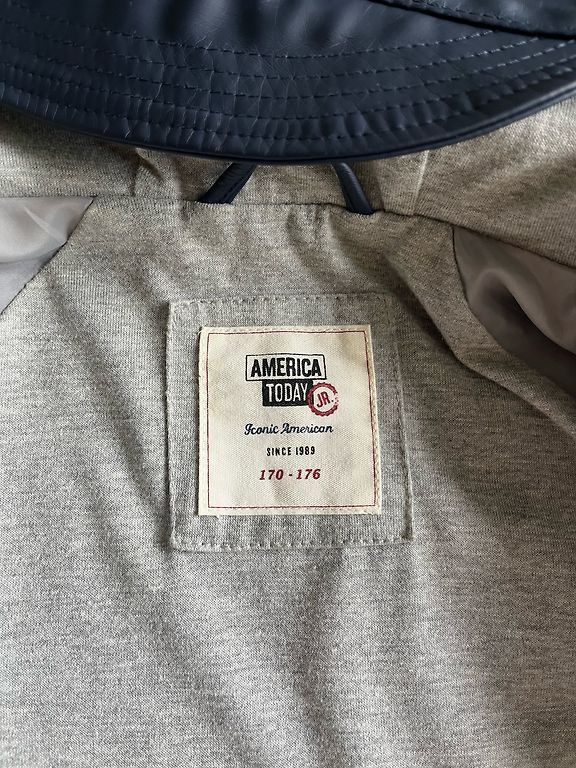 AMERICA
TODAY JR.
Iconic American
SINCE 1989
170 - 176